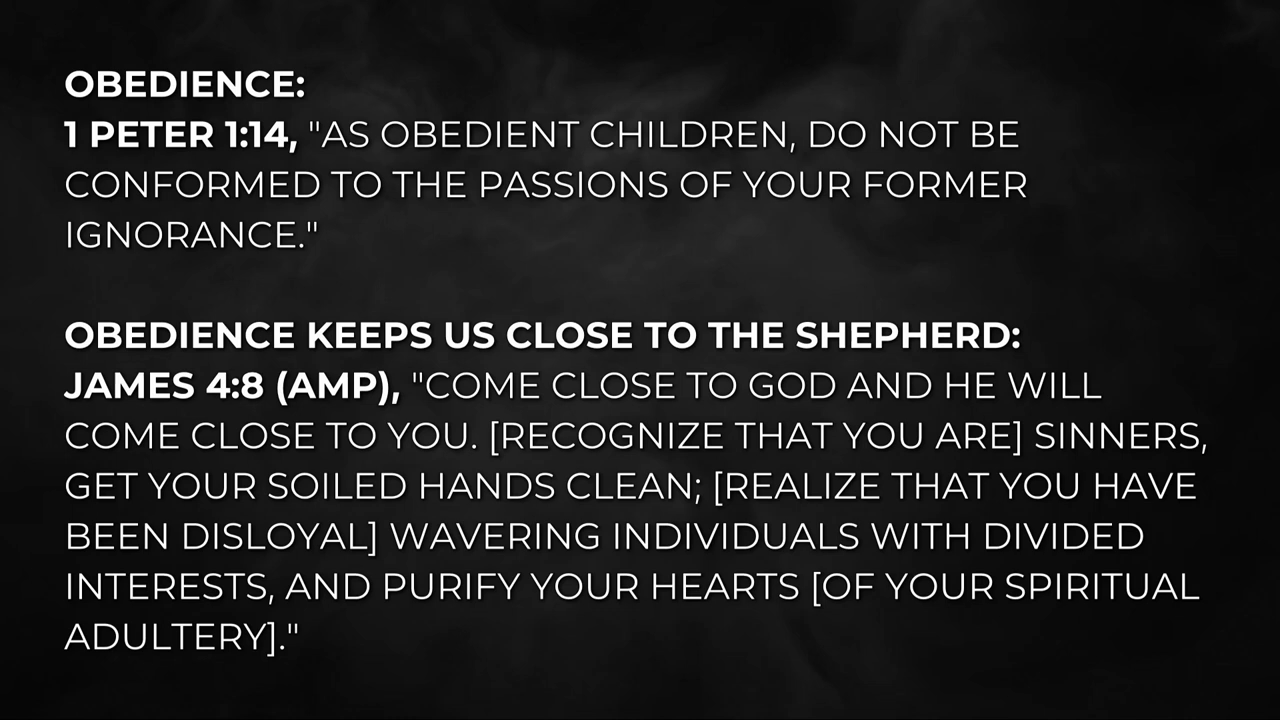 OBEDIENCE:
1 PETER 1:14, "AS OBEDIENT CHILDREN, DO NOT BE
CONFORMED TO THE PASSIONS OF YOUR FORMER
IGNORANCE."
OBEDIENCE KEEPS US CLOSE TO THE SHEPHERD:
JAMES 4:8 (AMP), "COME CLOSE TO GOD AND HE WILL
COME CLOSE TO YOU. [RECOGNIZE THAT YOU ARE] SINNERS,
GET YOUR SOILED HANDS CLEAN; [REALIZE THAT YOU HAVE
BEEN DISLOYAL] WAVERING INDIVIDUALS WITH DIVIDED
INTERESTS, AND PURIFY YOUR HEARTS [OF YOUR SPIRITUAL
ADULTERY]."